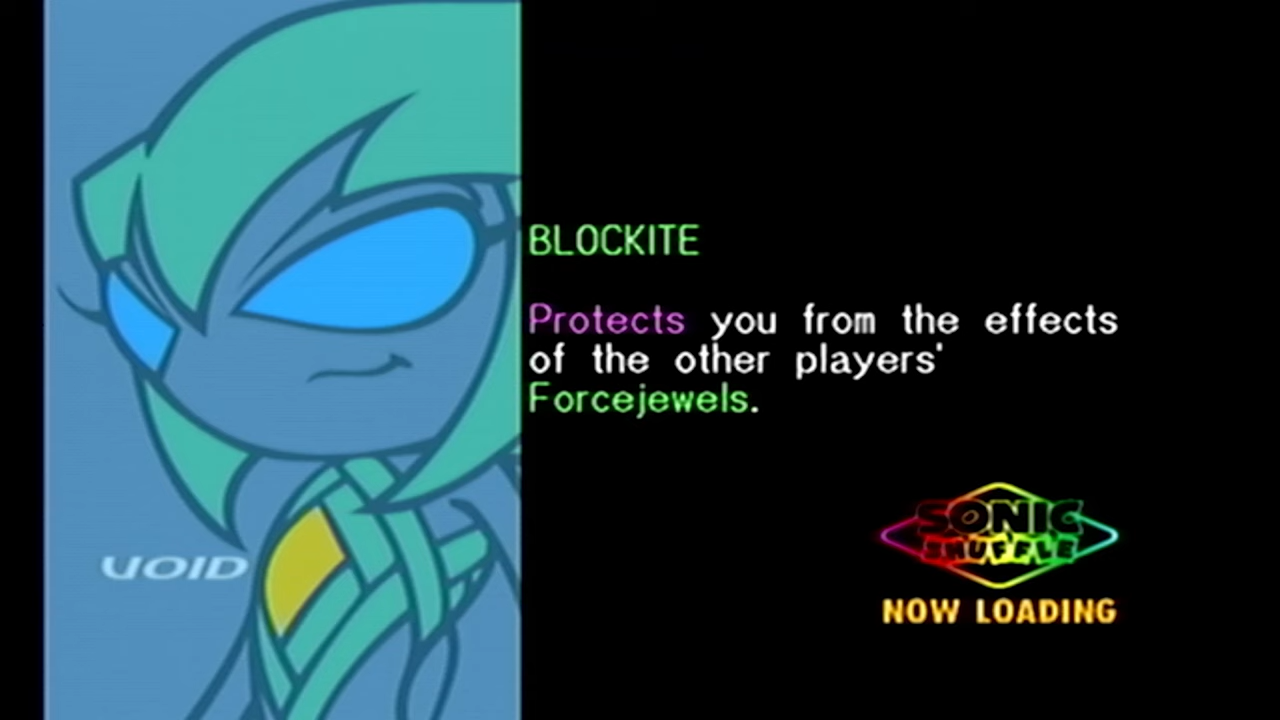 BLOCKITE
Protects you from the effects
of the other players'
Forcejewels.
VOID
SONIC
SHUFFLE
NOW LOADING